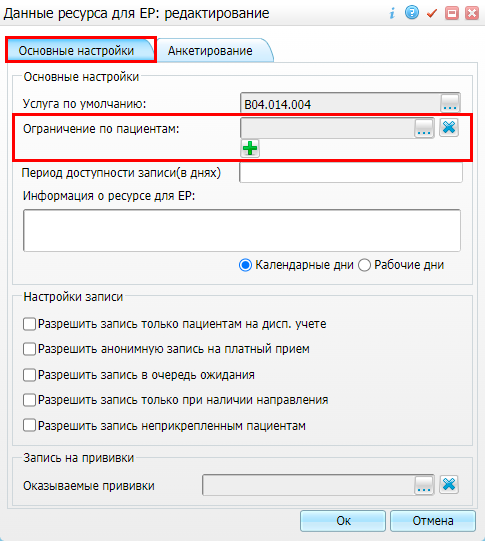 Данные ресурса для ЕР: редактирование
Основные настройки
Анкетирование
Основные настройки
Услуга по умолчанию:
B04.014.004
...
Ограничение по пациентам:
...
Период доступности записи(в днях)
Информация о ресурсе для ЕР:
Календарные дни
Рабочие дни
Настройки записи
Разрешить запись только пациентам на дисп. учете
Разрешить анонимную запись на платный прием
Разрешить запись в очередь ожидания
Разрешить запись только при наличии направления
Разрешить запись неприкрепленным пациентам
Запись на прививки
Оказываемые прививки
...
Ок
Отмена